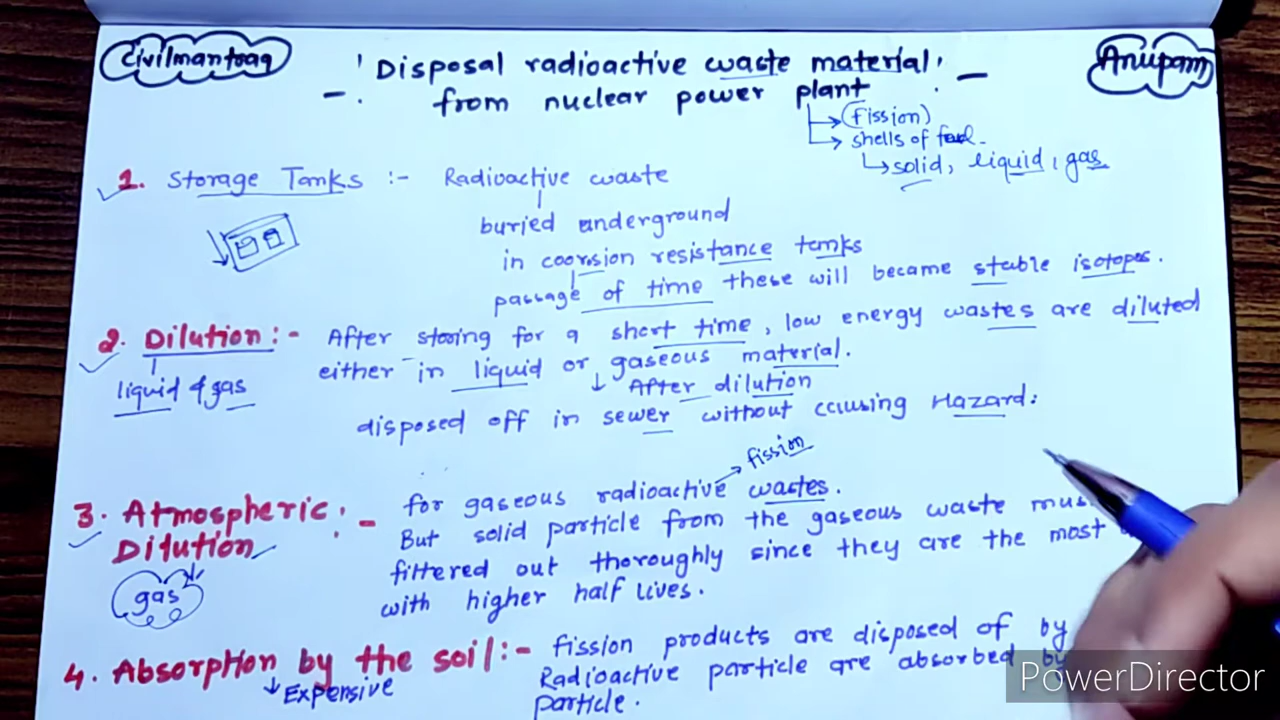 Civilmantraa
' Disposal radioactive waste material '
from nuclear power plant
Anupam
(Fission)
shells of fuel
solid, liquid, gas
1. Storage Tanks :- Radioactive waste
buried underground
in coorrsion resistance tanks
passage of time these will became stable isotopes.
2. Dilution :- After storing for a short time, low energy wastes are diluted
either in liquid or gaseous material.
liquid & gas
After dilution
disposed off in sewer without causing Hazard.
fission
3. Atmospheric Dilution :- for gaseous radioactive wastes.
But solid particle from the gaseous waste mus
filtered out thoroughly since they are the most
with higher half lives.
gas
4. Absorption by the soil :- fission products are disposed of by
Radioactive particle are absorbed by
particle.
Expensive
PowerDirector